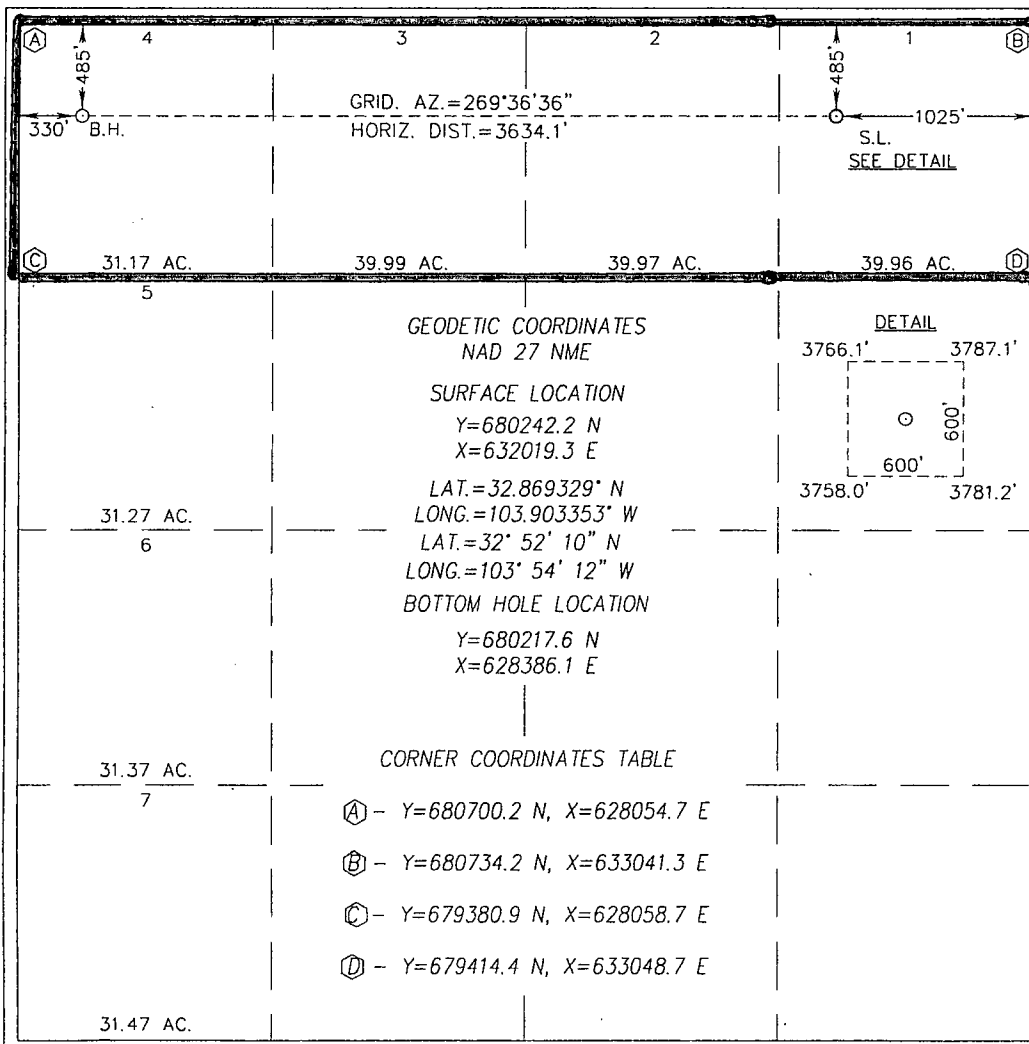 A 4 3 2 1 B
485' 485'
GRID. AZ.=269°36'36"
330' B.H. HORIZ. DIST.=3634.1' 1025'
S.L.
SEE DETAIL
C 31.17 AC. 39.99 AC. 39.97 AC. 39.96 AC. D
5
DETAIL
3766.1' 3787.1'
600'
600'
3758.0' 3781.2'
GEODETIC COORDINATES
NAD 27 NME
SURFACE LOCATION
Y=680242.2 N
X=632019.3 E
LAT.=32.869329° N
LONG.=103.903353° W
LAT.=32° 52' 10" N
LONG.=103° 54' 12" W
31.27 AC.
6
BOTTOM HOLE LOCATION
Y=680217.6 N
X=628386.1 E
31.37 AC.
7
CORNER COORDINATES TABLE
A - Y=680700.2 N, X=628054.7 E
B - Y=680734.2 N, X=633041.3 E
C - Y=679380.9 N, X=628058.7 E
D - Y=679414.4 N, X=633048.7 E
31.47 AC.